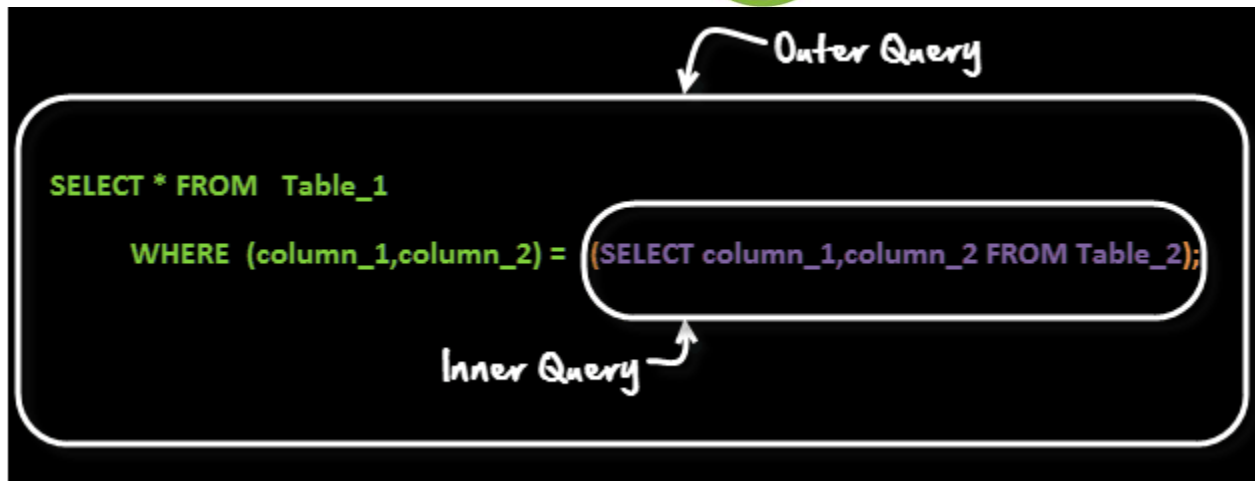 Outer Query
SELECT * FROM Table_1
WHERE (column_1,column_2) = (SELECT column_1,column_2 FROM Table_2);
Inner Query